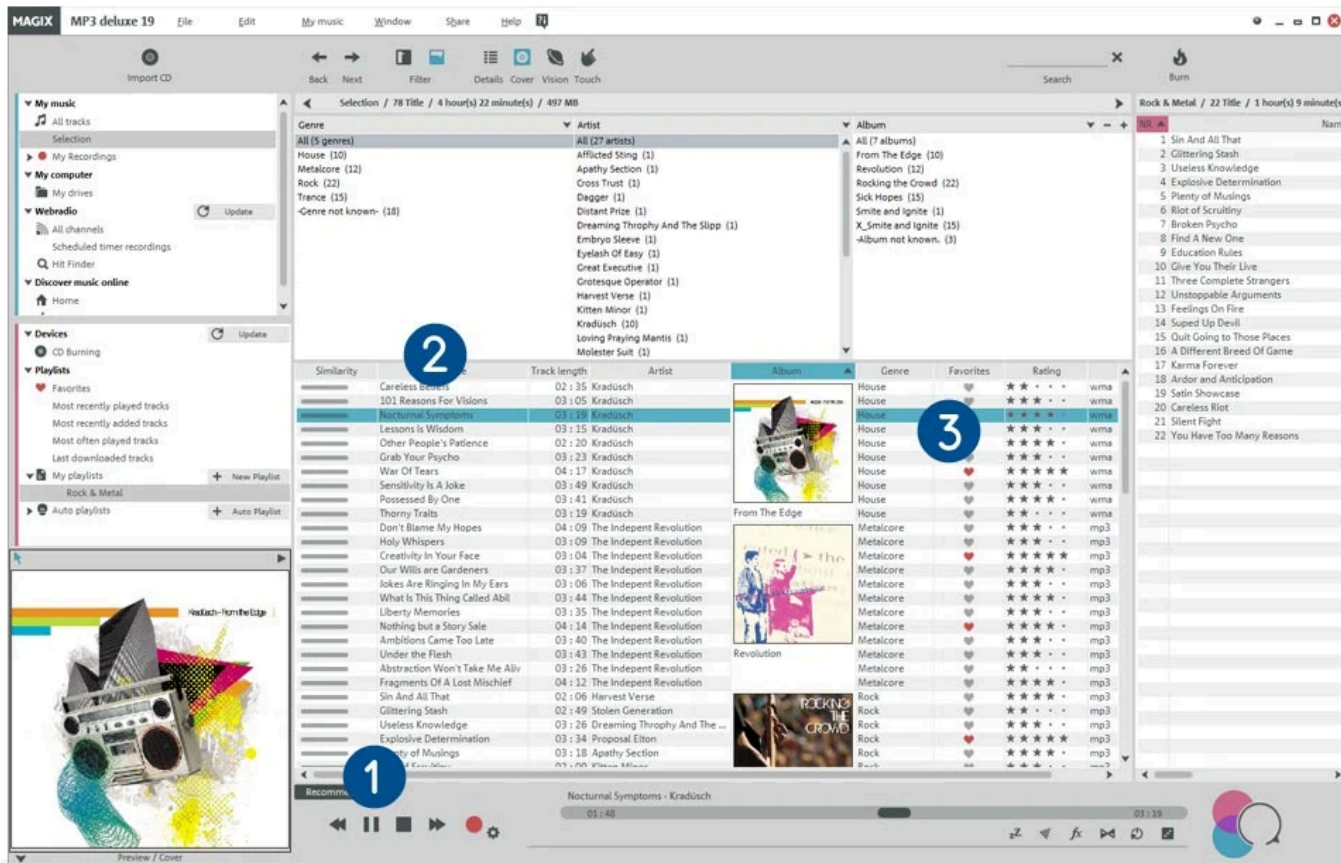 MAGIX MP3 deluxe 19 File Edit My music Window Share Help
Import CD
Back Next Filter Details Cover Vision Touch Search Burn
My music
All tracks
Selection
My Recordings
My computer
My drives
Webradio Update
All channels
Scheduled timer recordings
Hit Finder
Discover music online
Home
Devices Update
CD Burning
Playlists
Favorites
Most recently played tracks
Most recently added tracks
Most often played tracks
Last downloaded tracks
My playlists + New Playlist
Rock & Metal
Auto playlists + Auto Playlist
Kradüsch - From the Edge
Preview / Cover
Selection / 78 Title / 4 hour(s) 22 minute(s) / 497 MB
Genre
All (5 genres)
House (10)
Metalcore (12)
Rock (22)
Trance (15)
-Genre not known- (18)
Artist
All (27 artists)
Afflicted Sting (1)
Apathy Section (1)
Cross Trust (1)
Dagger (1)
Distant Prize (1)
Dreaming Throphy And The Slipp (1)
Embryo Sleeve (1)
Eyelash Of Easy (1)
Great Executive (1)
Grotesque Operator (1)
Harvest Verse (1)
Kitten Minor (1)
Kradüsch (10)
Loving Praying Mantis (1)
Molester Suit (1)
Album
All (7 albums)
From The Edge (10)
Revolution (12)
Rocking the Crowd (22)
Sick Hopes (15)
Smite and Ignite (1)
X_Smite and Ignite (15)
-Album not known. (3)
2
Similarity Track length Artist Album Genre Favorites Rating
02 : 35 Kradüsch House wma
101 Reasons For Visions 03 : 05 Kradüsch House wma
Nocturnal Symptoms 03 : 19 Kradüsch House wma
Lessons is Wisdom 03 : 15 Kradüsch House wma
Other People's Patience 02 : 20 Kradüsch House wma
Grab Your Psycho 03 : 23 Kradüsch House wma
War Of Tears 04 : 17 Kradüsch House wma
Sensitivity Is A Joke 03 : 49 Kradüsch House wma
Possessed By One 03 : 41 Kradüsch House wma
Thorny Traits 03 : 19 Kradüsch From The Edge House wma
Don't Blame My Hopes 04 : 09 The Indepent Revolution Metalcore mp3
Holy Whispers 03 : 09 The Indepent Revolution Metalcore mp3
Creativity In Your Face 03 : 04 The Indepent Revolution Metalcore mp3
Our Wills are Gardeners 03 : 37 The Indepent Revolution Metalcore mp3
Jokes Are Ringing In My Ears 03 : 06 The Indepent Revolution Metalcore mp3
What Is This Thing Called Abil 03 : 44 The Indepent Revolution Metalcore mp3
Liberty Memories 03 : 35 The Indepent Revolution Metalcore mp3
Nothing but a Story Sale 04 : 14 The Indepent Revolution Metalcore mp3
Ambitions Came Too Late 03 : 40 The Indepent Revolution Metalcore mp3
Under the Flesh 03 : 43 The Indepent Revolution Revolution Metalcore mp3
Abstraction Won't Take Me Aliv 03 : 26 The Indepent Revolution Metalcore mp3
Fragments Of A Lost Mischief 04 : 12 The Indepent Revolution Metalcore mp3
Sin And All That 02 : 06 Harvest Verse Rock mp3
Glittering Stash 02 : 49 Stolen Generation Rock mp3
Useless Knowledge 03 : 26 Dreaming Throphy And The ... Rock mp3
Explosive Determination 03 : 34 Proposal Elton Rock mp3
of Musings 03 : 18 Apathy Section Rock mp3
ROCKING
THE
CROWD
3
1
Rock & Metal / 22 Title / 1 hour(s) 9 minute(s
NR Nam
1 Sin And All That
2 Glittering Stash
3 Useless Knowledge
4 Explosive Determination
5 Plenty of Musings
6 Riot of Scruitiny
7 Broken Psycho
8 Find A New One
9 Education Rules
10 Give You Their Live
11 Three Complete Strangers
12 Unstoppable Arguments
13 Feelings On Fire
14 Suped Up Devil
15 Quit Going to Those Places
16 A Different Breed Of Game
17 Karma Forever
18 Ardor and Anticipation
19 Satin Showcase
20 Careless Riot
21 Silent Fight
22 You Have Too Many Reasons
Recomm
Nocturnal Symptoms - Kradüsch
01 : 48 03 : 19
zZ fx